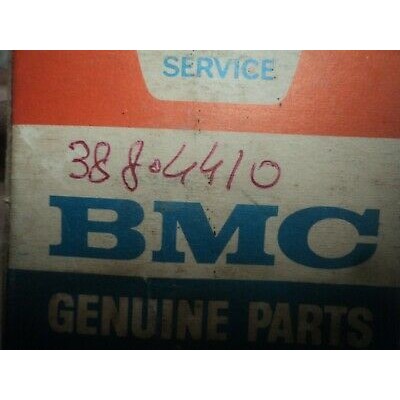 SERVICE
388.4410
BMC
GENUINE PARTS